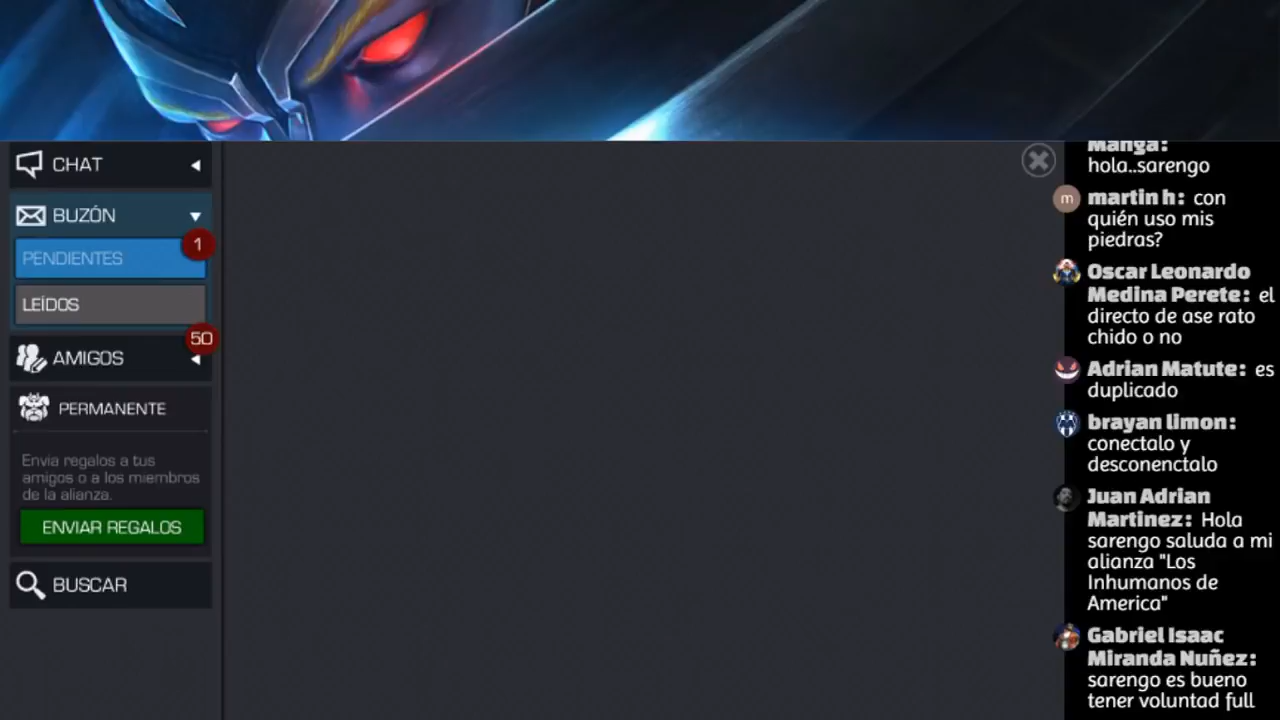 CHAT
BUZÓN
1
PENDIENTES
LEÍDOS
50
AMIGOS
PERMANENTE
Envia regalos a tus
amigos o a los miembros
de la alianza.
ENVIAR REGALOS
BUSCAR
Manga:
hola..sarengo
m
martin h: con
quién uso mis
piedras?
Oscar Leonardo
Medina Perete: el
directo de ase rato
chido o no
Adrian Matute: es
duplicado
brayan limon:
conectalo y
desconenctalo
Juan Adrian
Martinez: Hola
sarengo saluda a mi
alianza "Los
Inhumanos de
America"
Gabriel Isaac
Miranda Nuñez:
sarengo es bueno
tener voluntad full